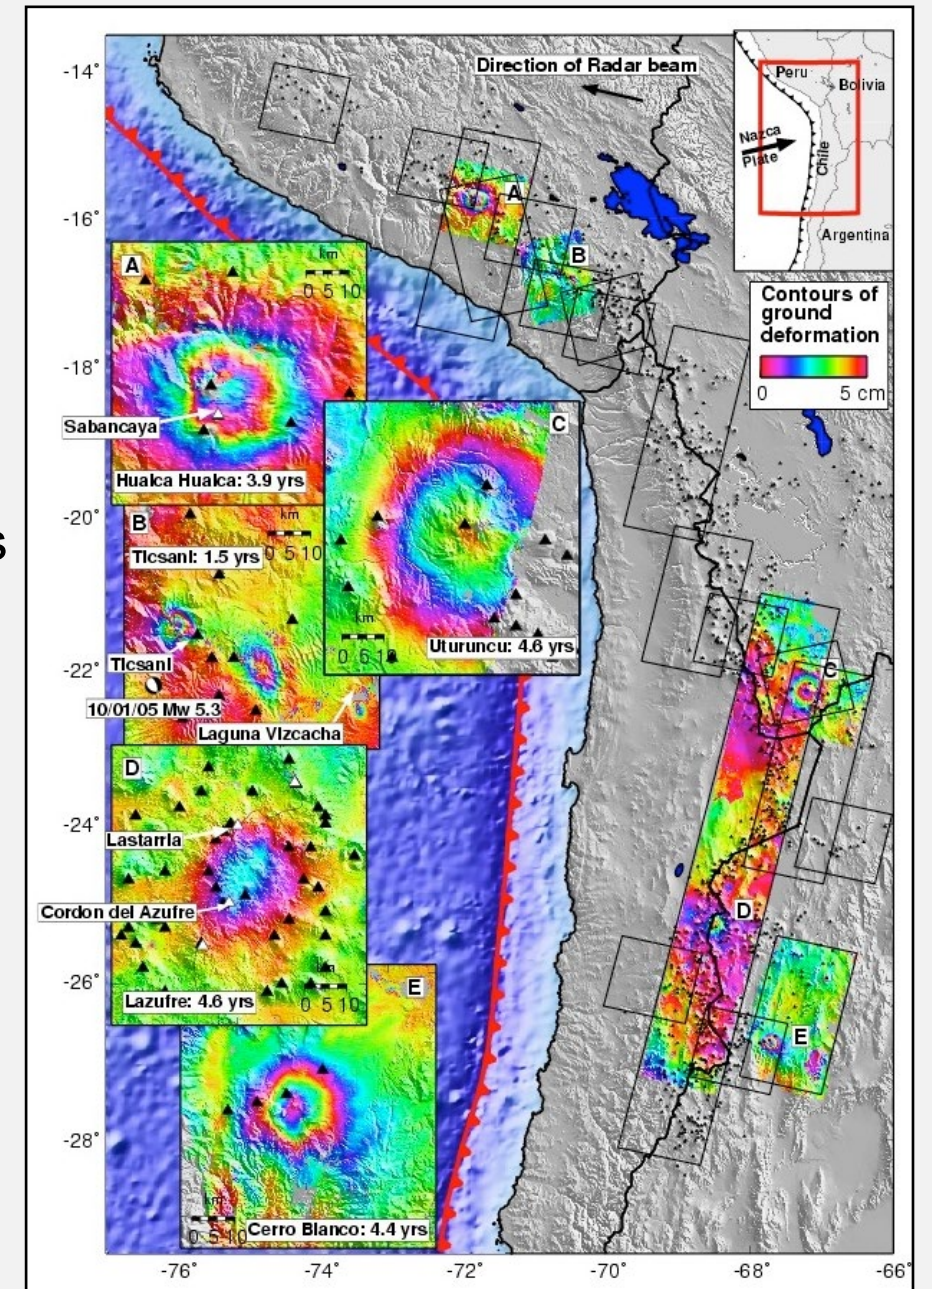 Direction of Radar beam
Peru
Bolivia
Nazca
Plate
Chile
Argentina
Contours of
ground
deformation
0 5 cm
-14°
-16°
-18°
-20°
-22°
-24°
-26°
-28°
-76° -74° -72° -70° -68° -66°
A
B
C
D
E
A
km
0 5 10
Sabancaya
Hualca Hualca: 3.9 yrs
B
km
0 5 10
Ticsani: 1.5 yrs
Ticsani
10/01/05 Mw 5.3
Laguna Vizcacha
C
km
0 5 10
Uturuncu: 4.6 yrs
D
Lastarria
Cordon del Azufre
km
0 5 10
Lazufre: 4.6 yrs
E
km
0 5 10
Cerro Blanco: 4.4 yrs
s